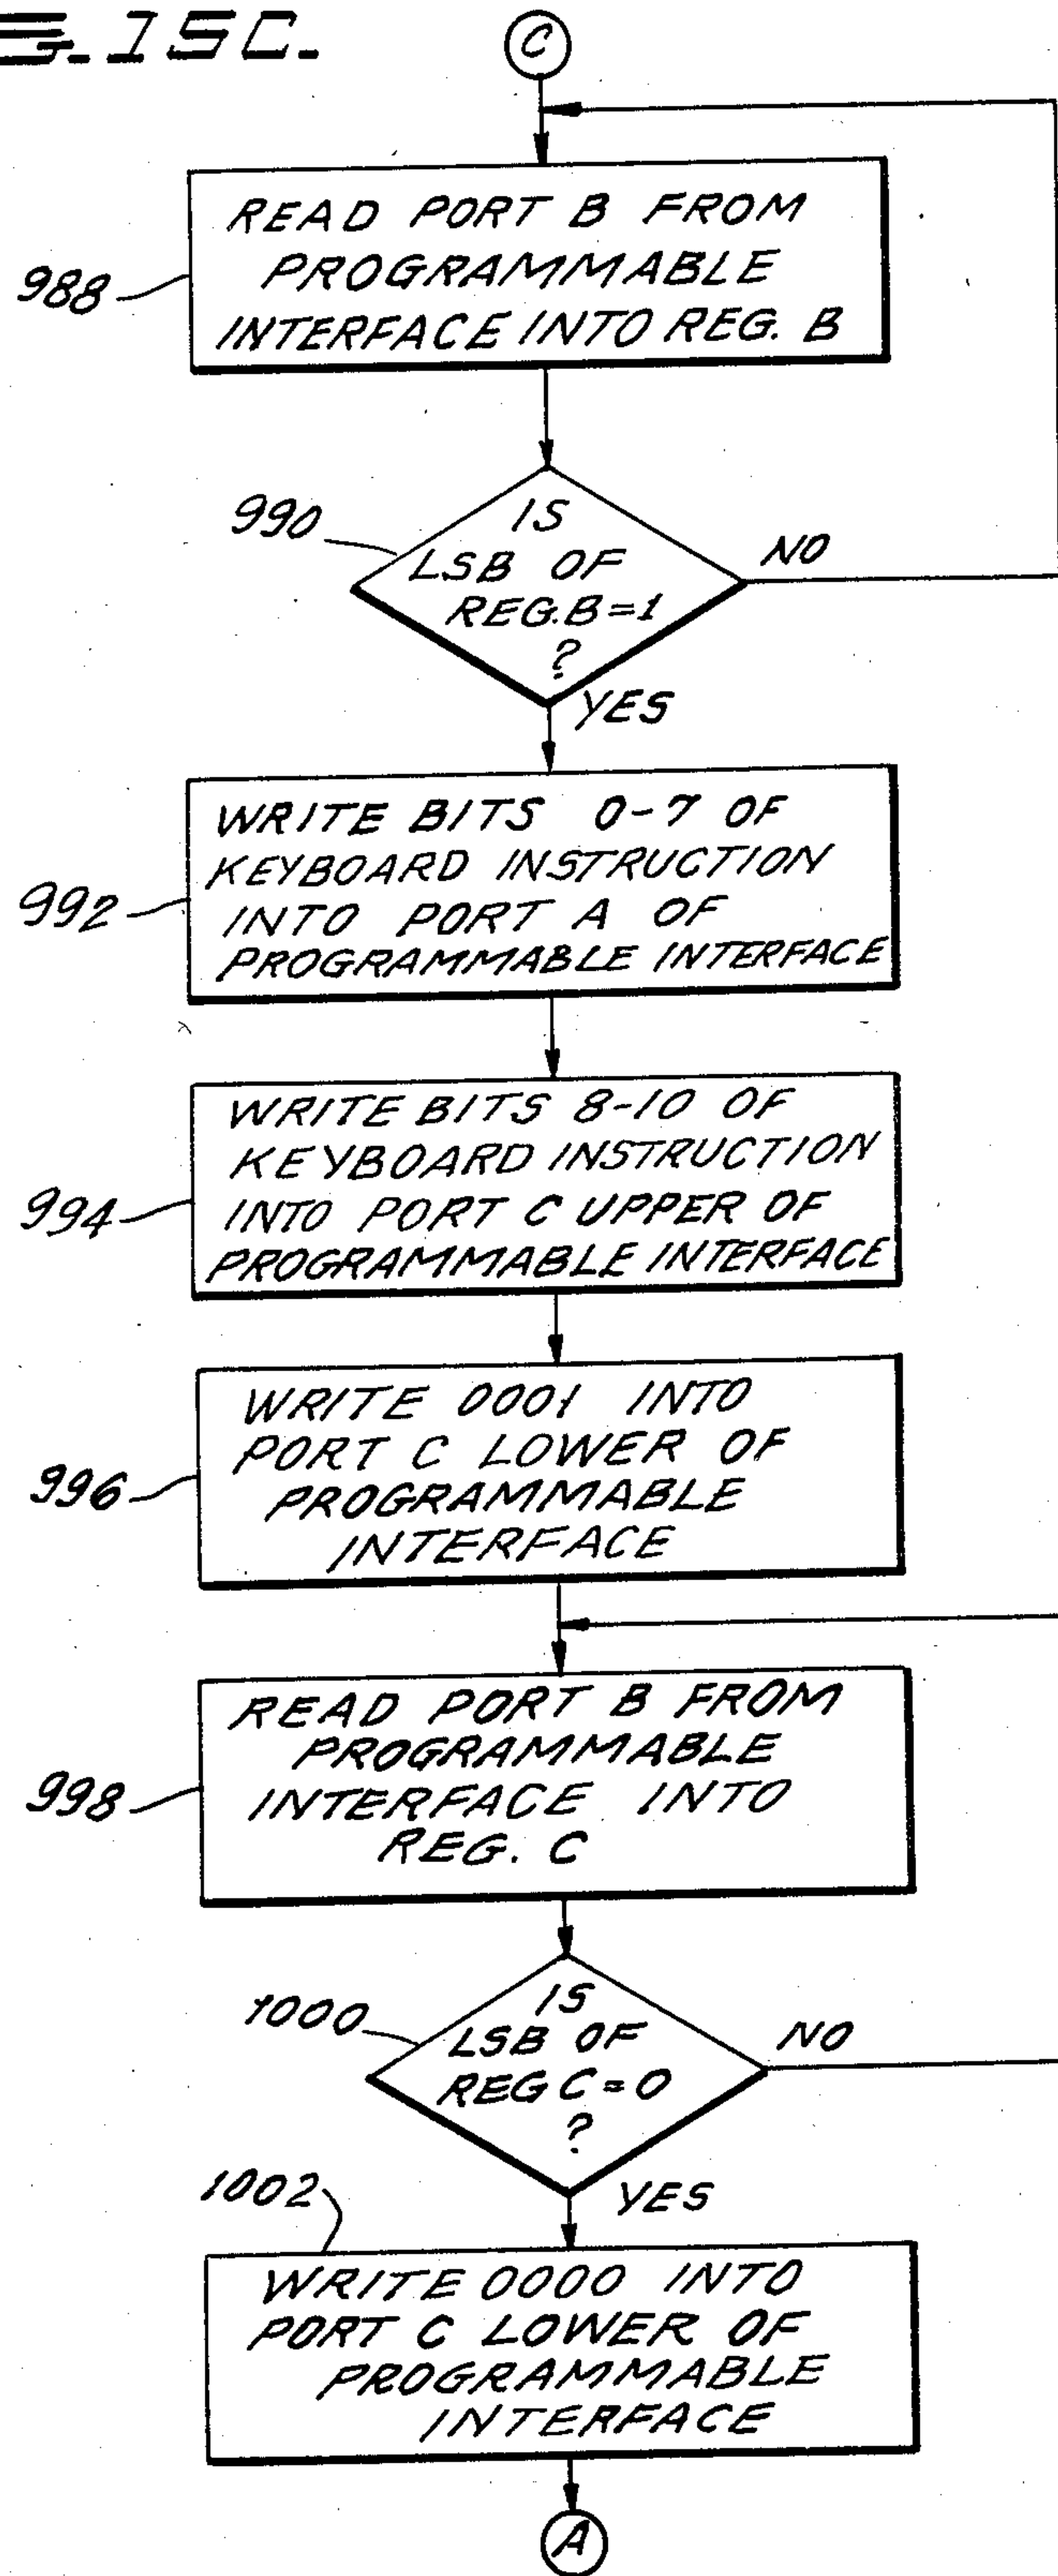 G. 15C.
C
READ PORT B FROM
PROGRAMMABLE
INTERFACE INTO REG. B
988
990
IS
LSB OF
REG.B=1
?
NO
YES
WRITE BITS 0-7 OF
KEYBOARD INSTRUCTION
INTO PORT A OF
PROGRAMMABLE INTERFACE
992
WRITE BITS 8-10 OF
KEYBOARD INSTRUCTION
INTO PORT C UPPER OF
PROGRAMMABLE INTERFACE
994
WRITE 0001 INTO
PORT C LOWER OF
PROGRAMMABLE
INTERFACE
996
READ PORT B FROM
PROGRAMMABLE
INTERFACE INTO
REG. C
998
1000
IS
LSB OF
REG C=0
?
NO
YES
1002
WRITE 0000 INTO
PORT C LOWER OF
PROGRAMMABLE
INTERFACE
A